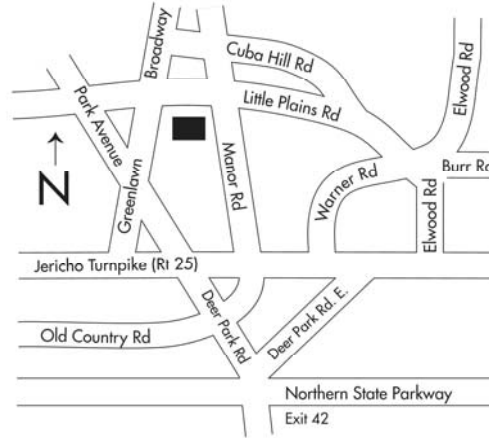 Broadway
Cuba Hill Rd
Elwood Rd
Park Avenue
Little Plains Rd
N
Greenlawn
Manor Rd
Warner Rd
Burr Rd
Elwood Rd
Jericho Turnpike (Rt 25)
Deer Park Rd
Deer Park Rd. E.
Old Country Rd
Northern State Parkway
Exit 42